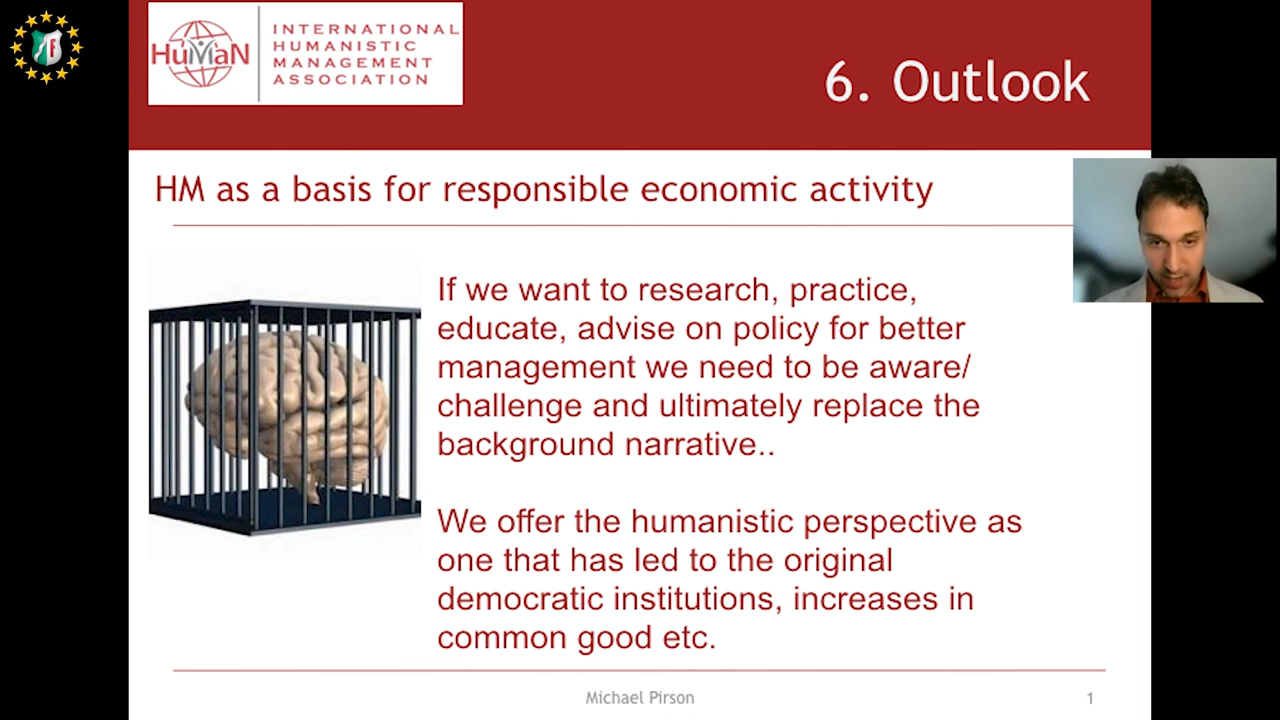 HuMaN
INTERNATIONAL
HUMANISTIC
MANAGEMENT
ASSOCIATION
6. Outlook
HM as a basis for responsible economic activity
If we want to research, practice,
educate, advise on policy for better
management we need to be aware/
challenge and ultimately replace the
background narrative..
We offer the humanistic perspective as
one that has led to the original
democratic institutions, increases in
common good etc.
Michael Pirson
1